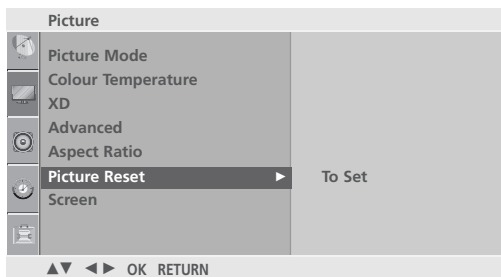 Picture
Picture Mode
Colour Temperature
XD
Advanced
Aspect Ratio
Picture Reset ► To Set
Screen
▲▼ ◄► OK RETURN